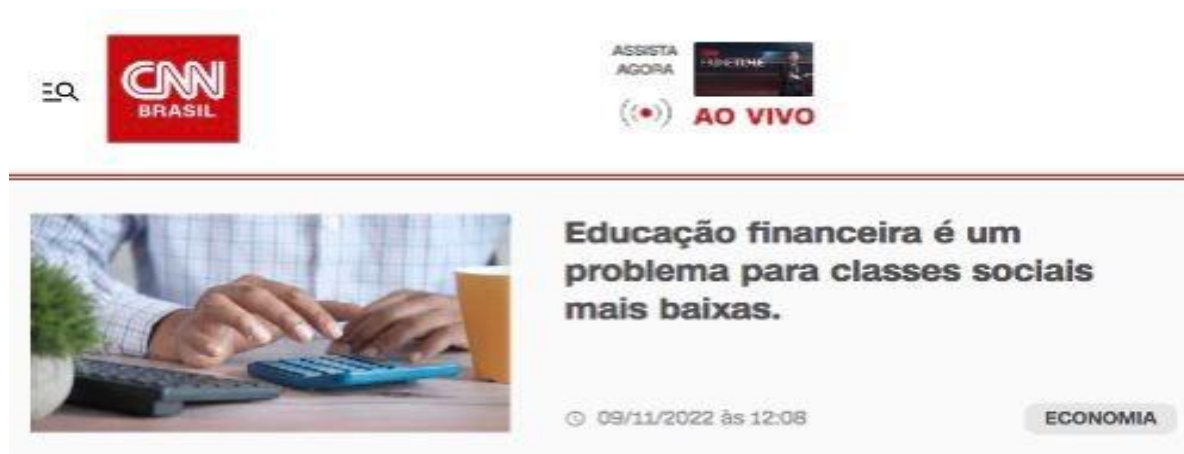 CNN
BRASIL
ASSISTA
AGORA
AO VIVO
Educação financeira é um
problema para classes sociais
mais baixas.
09/11/2022 às 12:08
ECONOMIA